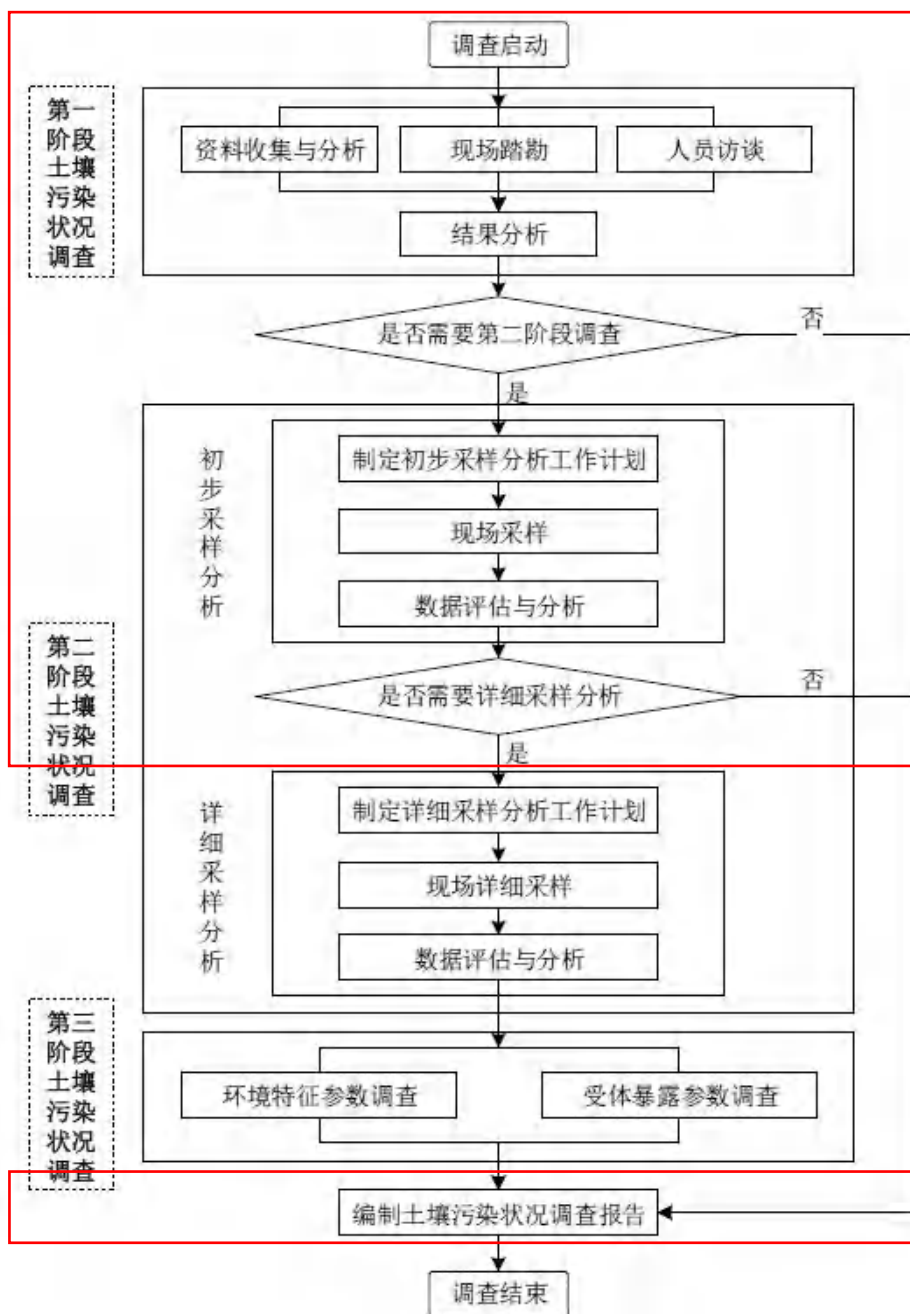 调查启动
第一
阶段
土壤
污染
状况
调查
资料收集与分析
现场踏勘
人员访谈
结果分析
是否需要第二阶段调查
否
是
初
步
采
样
分
析
制定初步采样分析工作计划
现场采样
数据评估与分析
第二
阶段
土壤
污染
状况
调查
是否需要详细采样分析
否
是
详
细
采
样
分
析
制定详细采样分析工作计划
现场详细采样
数据评估与分析
第三
阶段
土壤
污染
状况
调查
环境特征参数调查
受体暴露参数调查
编制土壤污染状况调查报告
调查结束